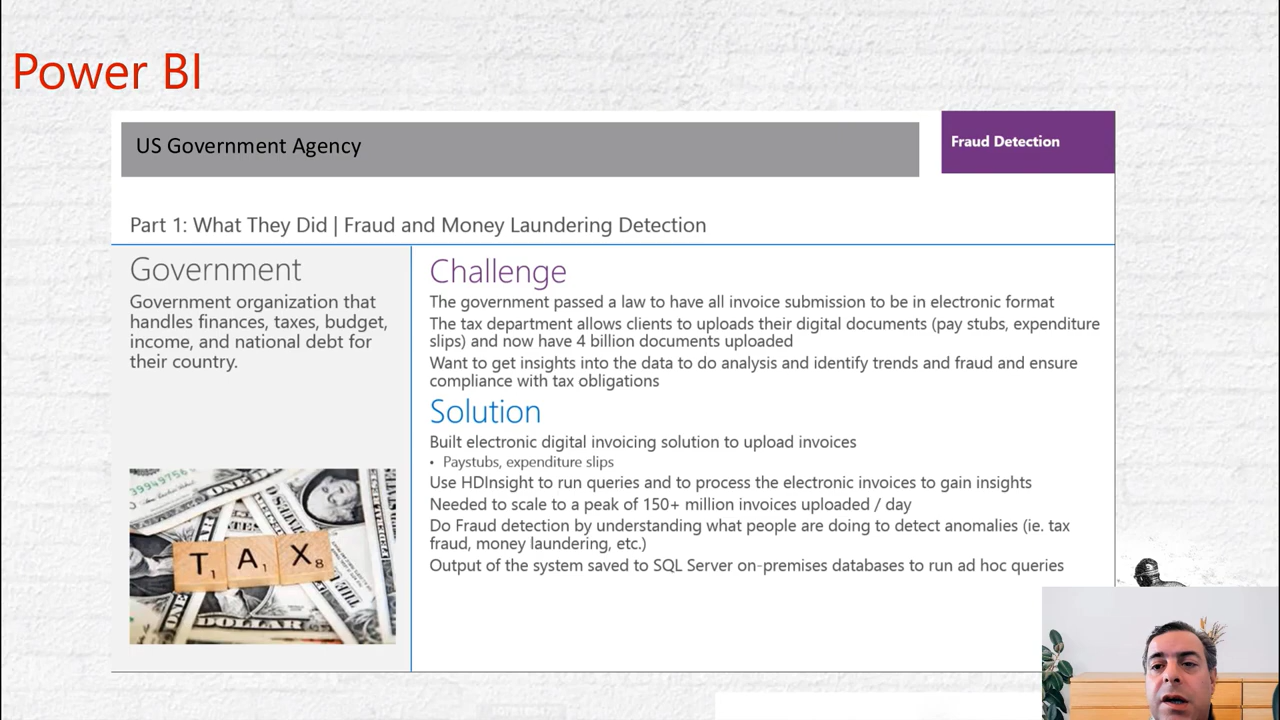 Power BI
US Government Agency
Fraud Detection
Part 1: What They Did | Fraud and Money Laundering Detection
Government
Government organization that
handles finances, taxes, budget,
income, and national debt for
their country.
Challenge
The government passed a law to have all invoice submission to be in electronic format
The tax department allows clients to uploads their digital documents (pay stubs, expenditure
slips) and now have 4 billion documents uploaded
Want to get insights into the data to do analysis and identify trends and fraud and ensure
compliance with tax obligations
Solution
Built electronic digital invoicing solution to upload invoices
• Paystubs, expenditure slips
Use HDInsight to run queries and to process the electronic invoices to gain insights
Needed to scale to a peak of 150+ million invoices uploaded / day
Do Fraud detection by understanding what people are doing to detect anomalies (ie. tax
fraud, money laundering, etc.)
Output of the system saved to SQL Server on-premises databases to run ad hoc queries
TAX
1 1 8
DOLLAR